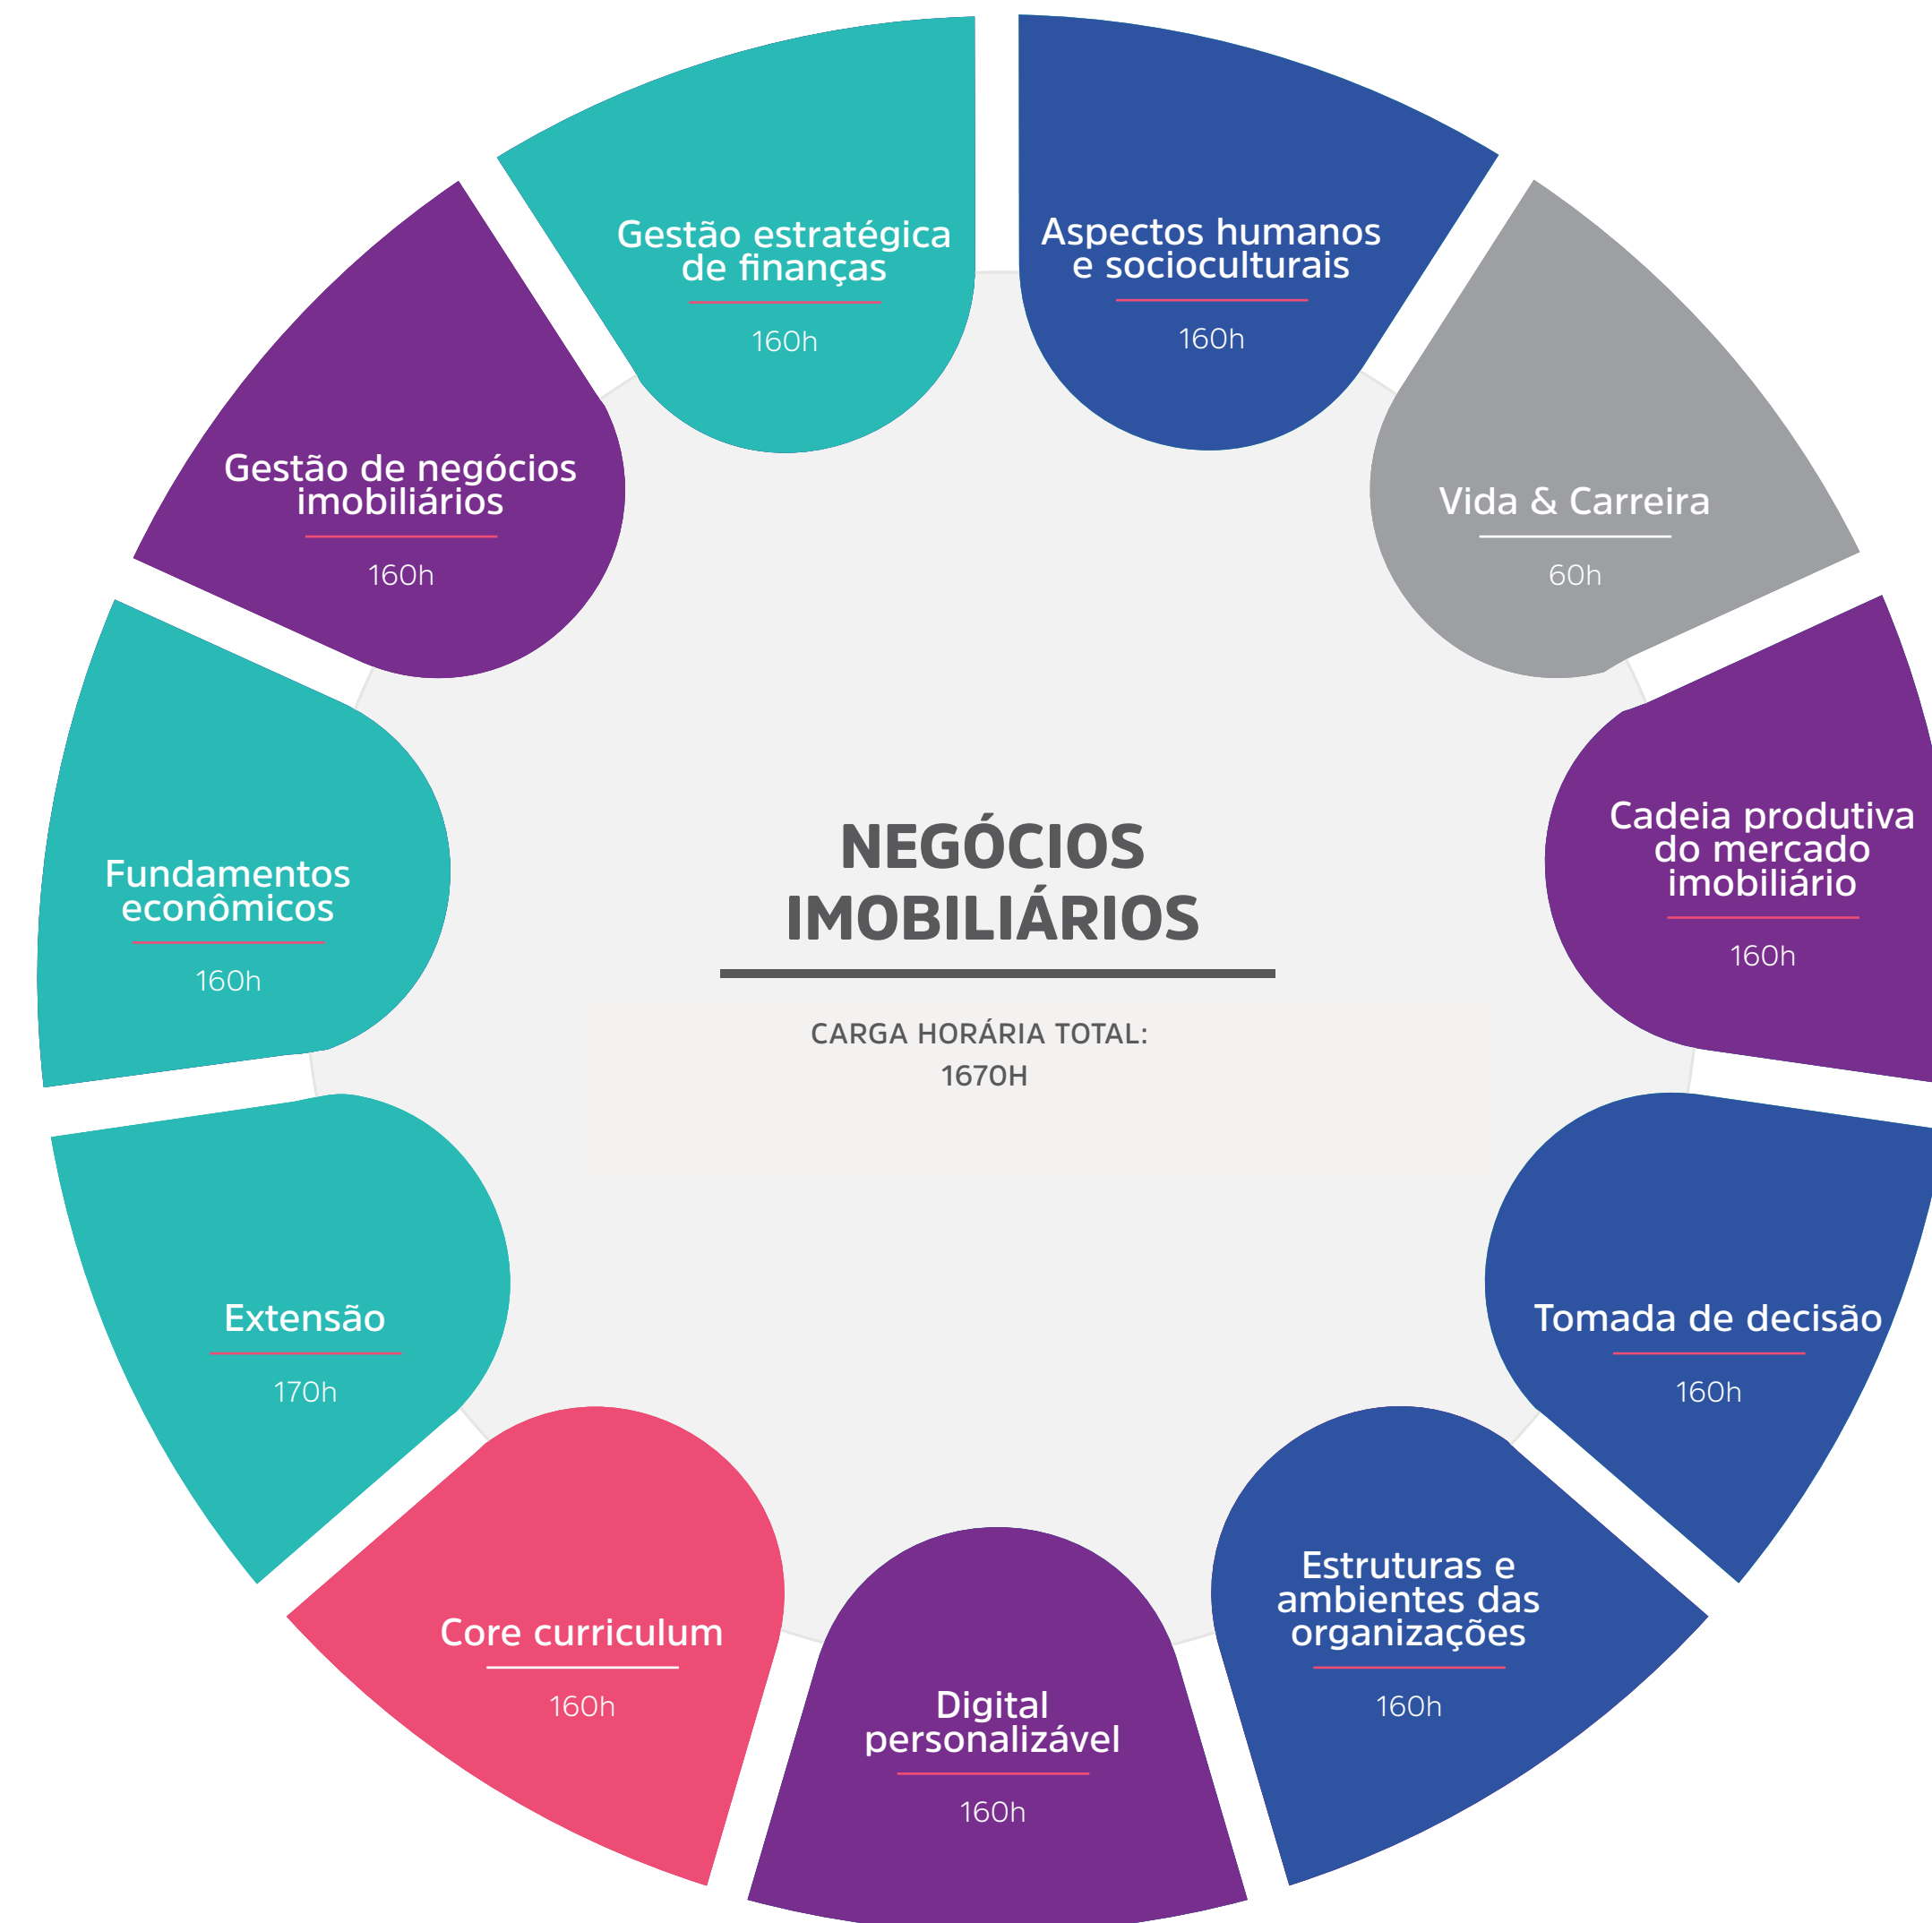 Gestão estratégica
de finanças
160h
Aspectos humanos
e socioculturais
160h
Vida & Carreira
60h
Cadeia produtiva
do mercado
imobiliário
160h
Tomada de decisão
160h
Estruturas e
ambientes das
organizações
160h
Digital
personalizável
160h
Core curriculum
160h
Extensão
170h
Fundamentos
econômicos
160h
Gestão de negócios
imobiliários
160h
NEGÓCIOS
IMOBILIÁRIOS
CARGA HORÁRIA TOTAL:
1670H